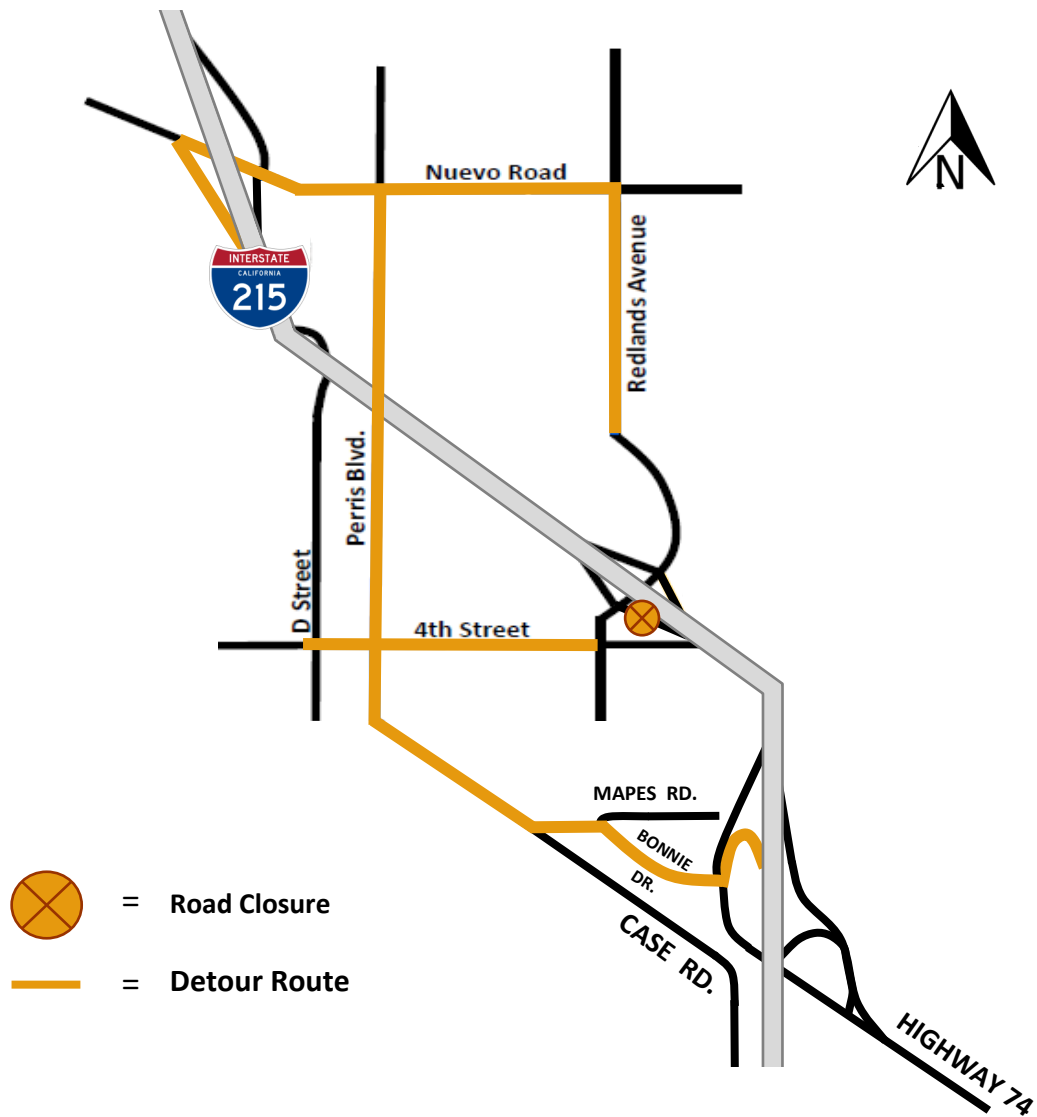 N
Nuevo Road
Redlands Avenue
INTERSTATE
CALIFORNIA
215
Perris Blvd.
D Street
4th Street
MAPES RD.
BONNIE
DR.
CASE RD.
HIGHWAY 74
= Road Closure
= Detour Route